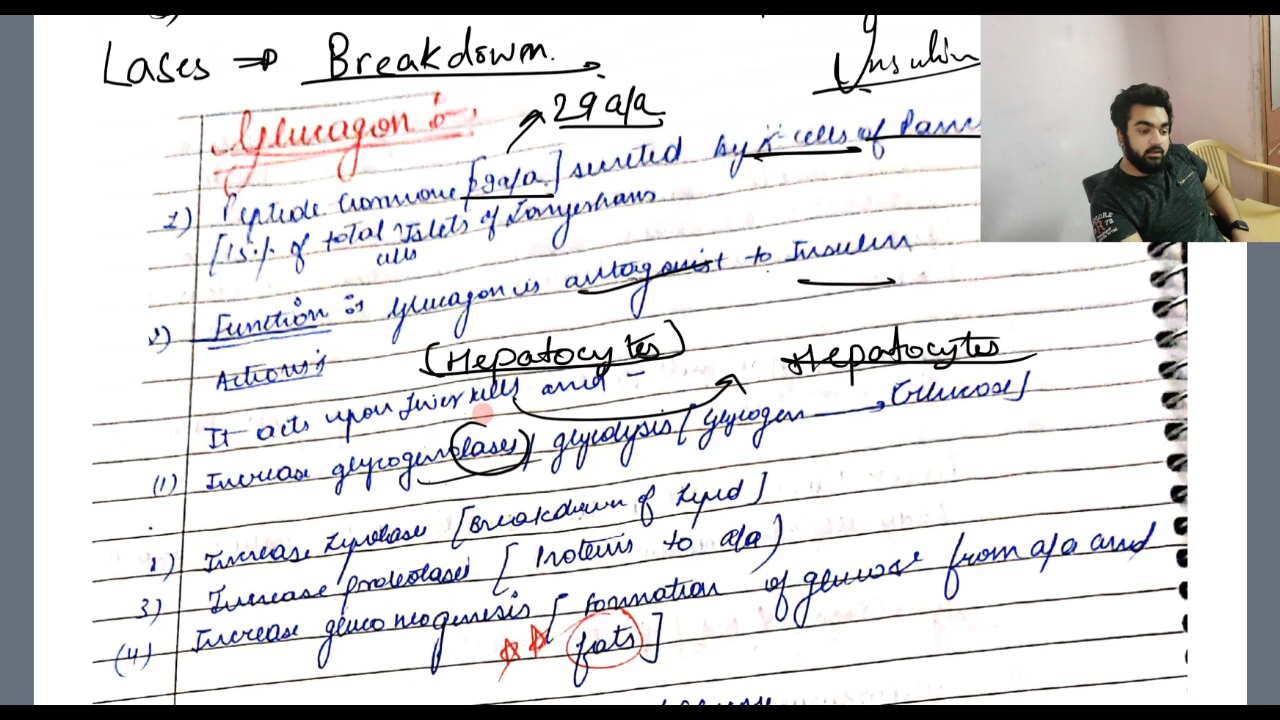 Lases ⇒ Breakdown.
Insulin
Glucagon :-
→ 29 a/a
1) Peptide Hormone [29a/a] secreted by α-cells of Panc
[15% of total Islets of Langerhans
cells
2) Function :- Glucagon is antagonist to Insulin
Actions :-
(Hepatocytes)
Hepatocytes
It acts upon liver cells and -
(1) Increase glycogenolases / glycolysis [Glycogen → Glucose]
2) Increase Lipolase [Breakdown of Lipid]
3) Increase proteolases [Proteins to a/a)
(4) Increase gluconeogenesis [Formation of glucose from a/a and
fats]